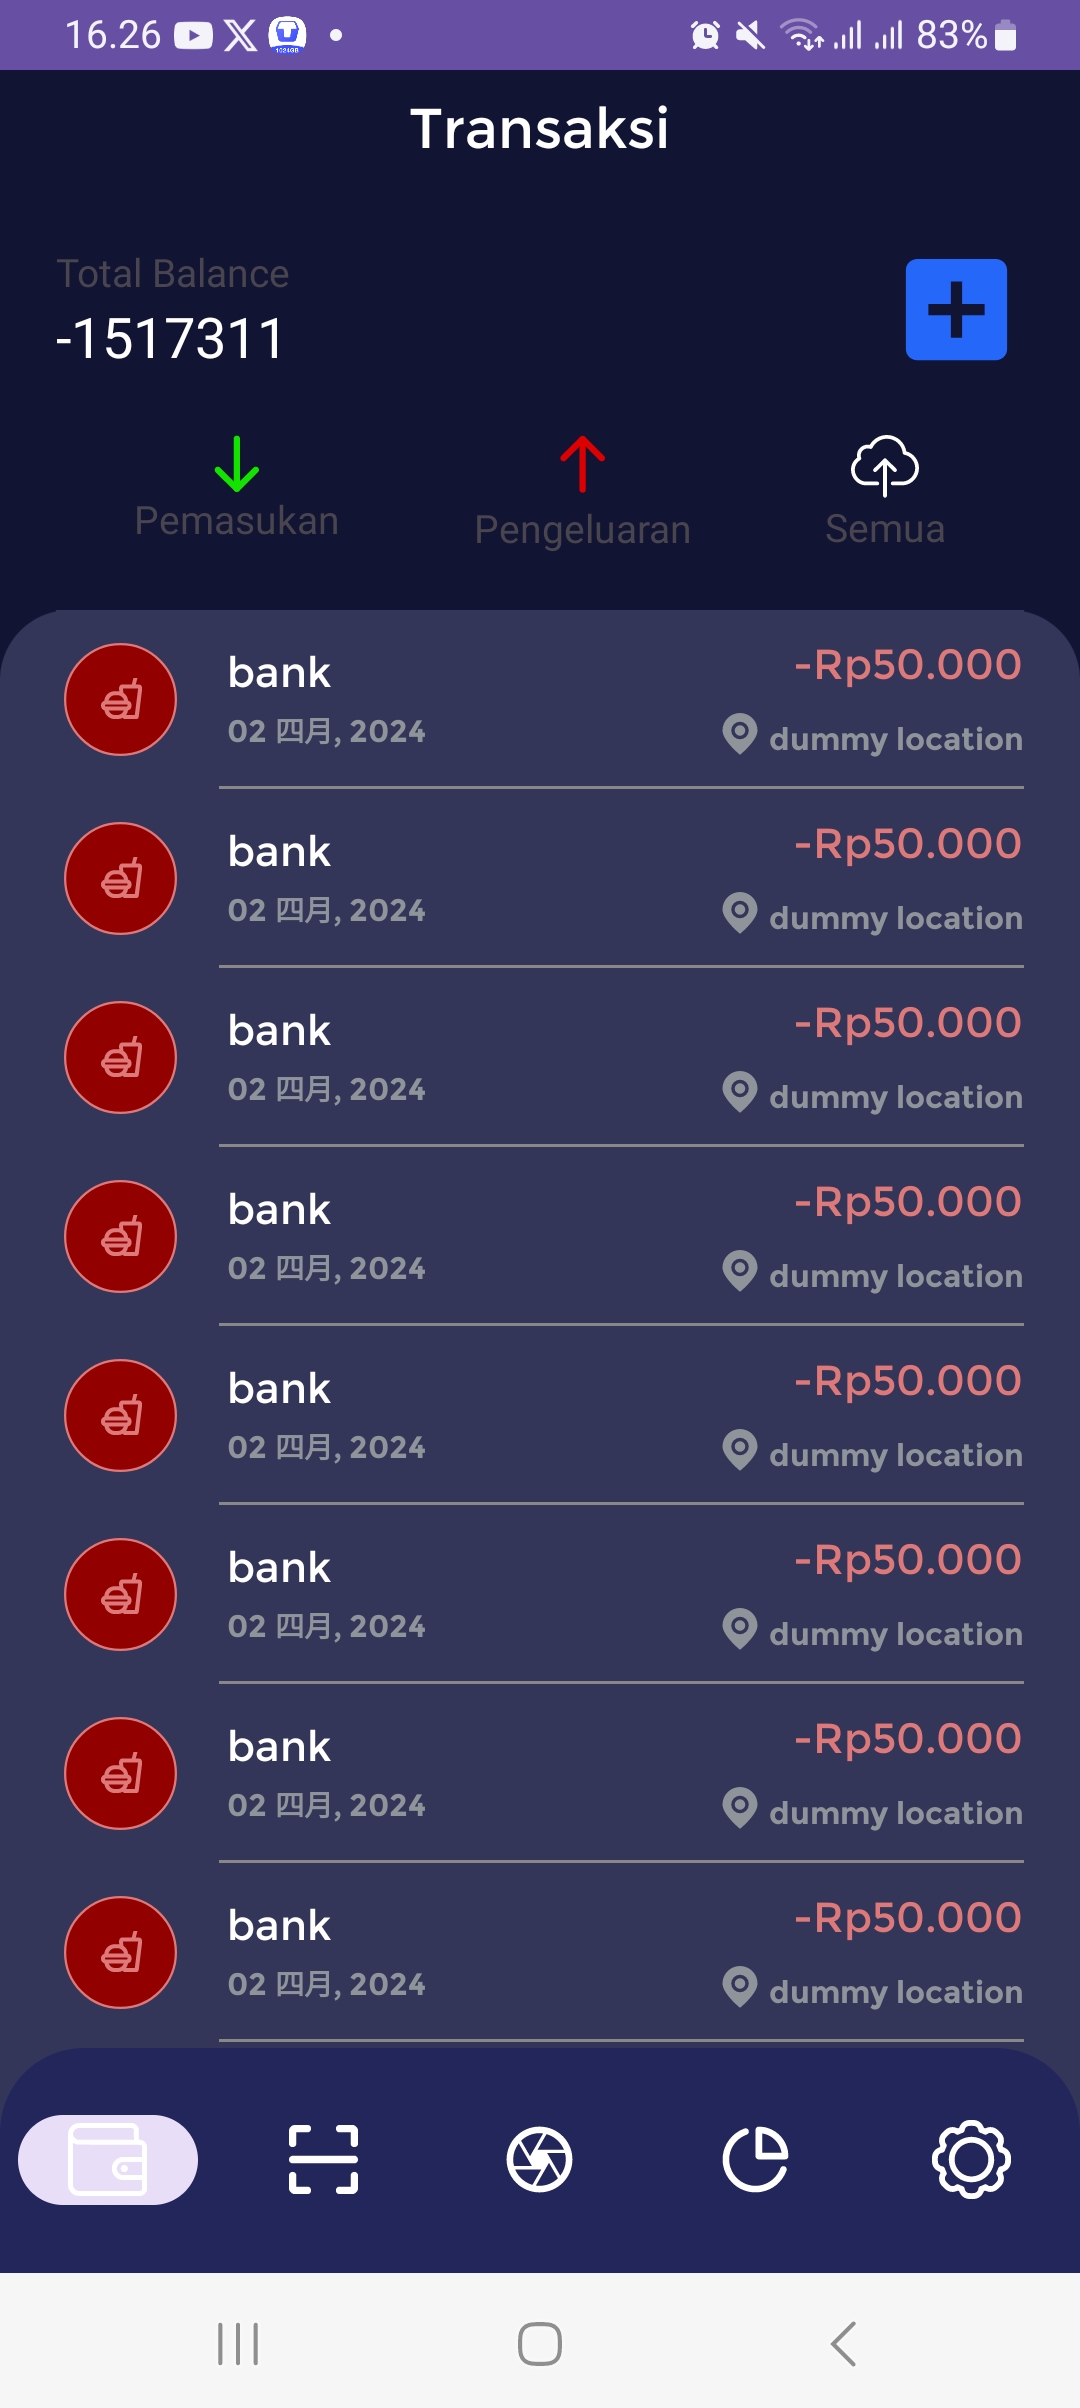 16.26
83%
Transaksi
Total Balance
-1517311
Pemasukan
Pengeluaran
Semua
bank
-Rp50.000
02 四月, 2024
dummy location
bank
-Rp50.000
02 四月, 2024
dummy location
bank
-Rp50.000
02 四月, 2024
dummy location
bank
-Rp50.000
02 四月, 2024
dummy location
bank
-Rp50.000
02 四月, 2024
dummy location
bank
-Rp50.000
02 四月, 2024
dummy location
bank
-Rp50.000
02 四月, 2024
dummy location
bank
-Rp50.000
02 四月, 2024
dummy location